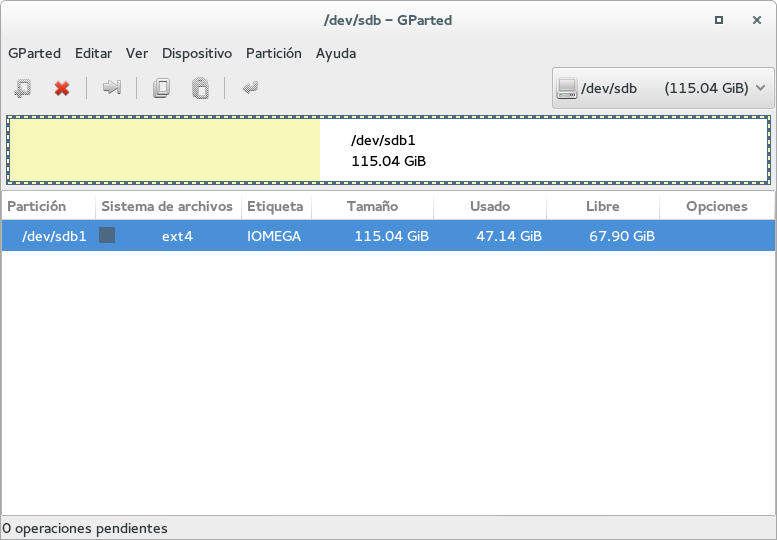 /dev/sdb – GParted
GParted Editar Ver Dispositivo Partición Ayuda
/dev/sdb (115.04 GiB)
/dev/sdb1
115.04 GiB
Partición Sistema de archivos Etiqueta Tamaño Usado Libre Opciones
/dev/sdb1 ext4 IOMEGA 115.04 GiB 47.14 GiB 67.90 GiB
0 operaciones pendientes